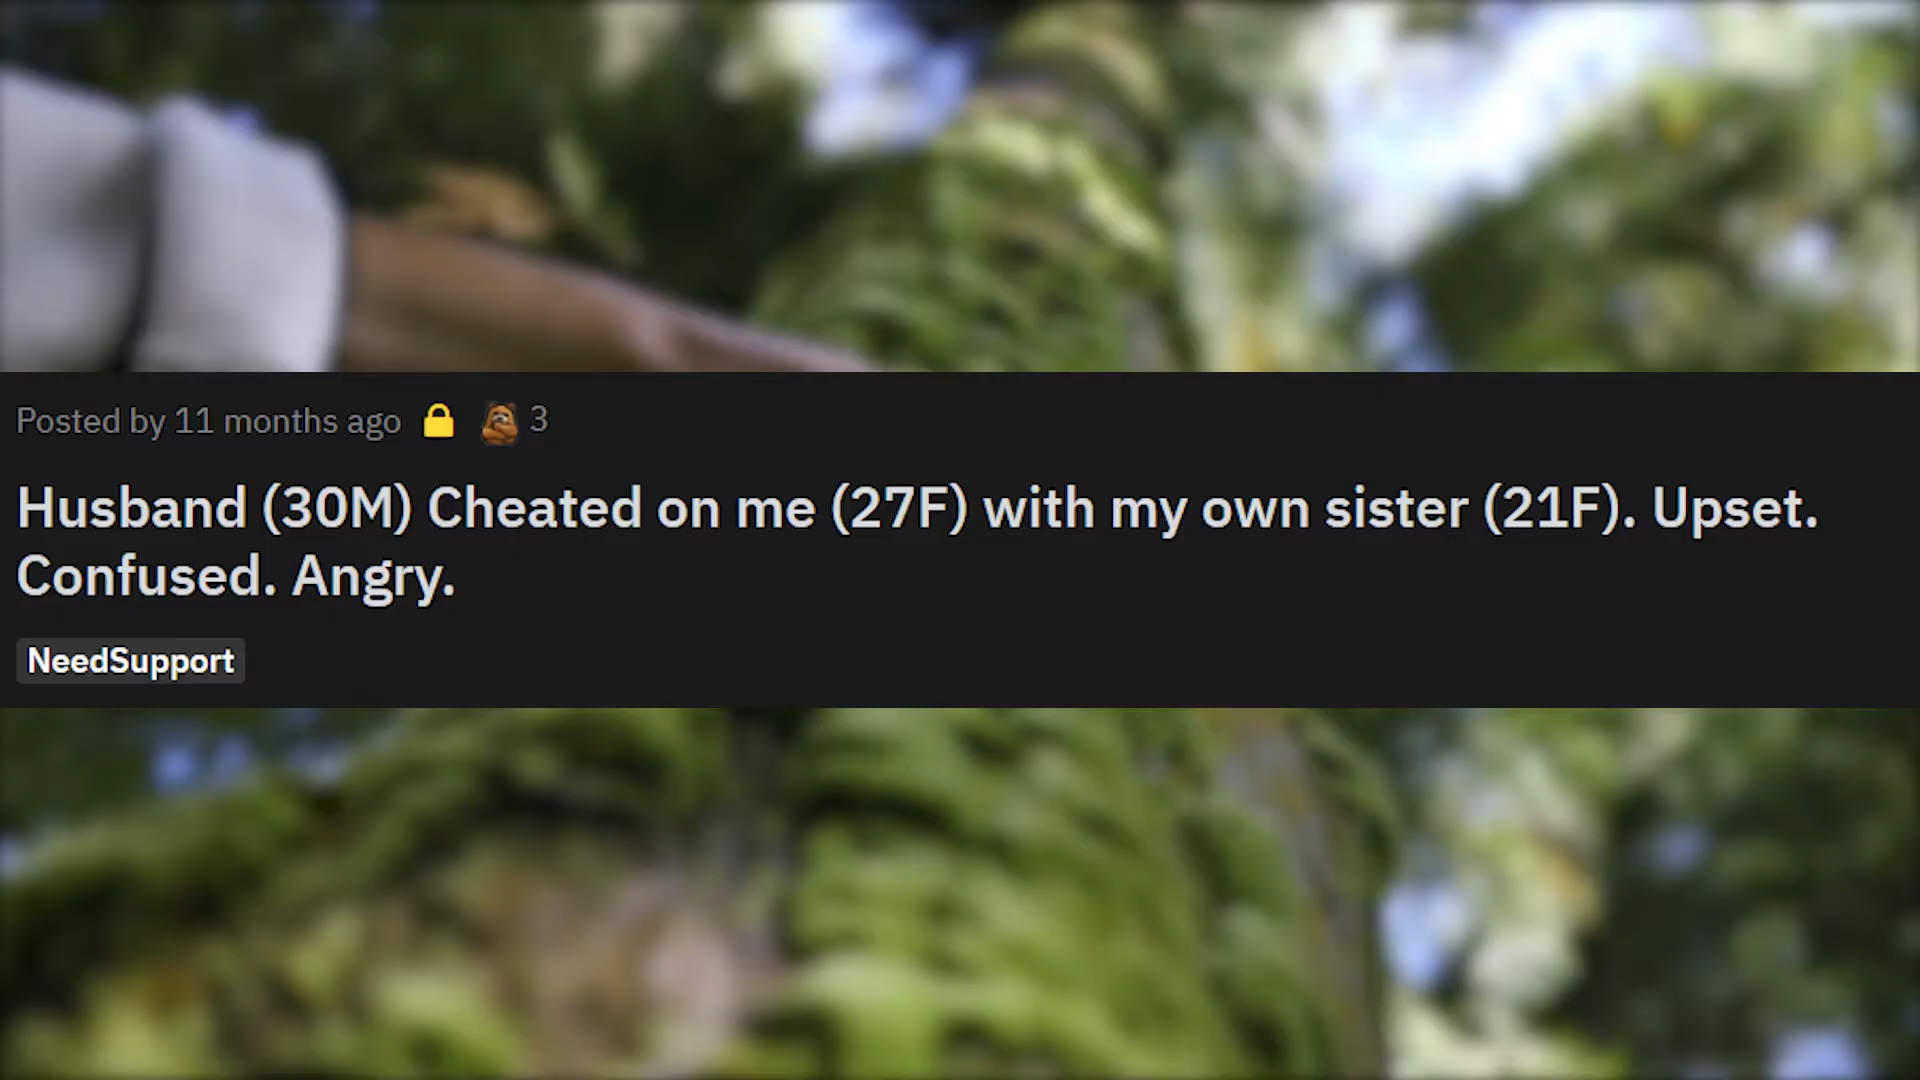 Posted by 11 months ago 3
Husband (30M) Cheated on me (27F) with my own sister (21F). Upset.
Confused. Angry.
NeedSupport